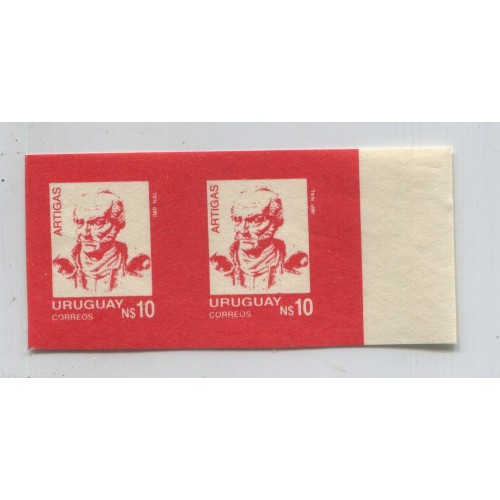 ARTIGAS
IMP. NAL.
URUGUAY
CORREOS N$10
ARTIGAS
IMP. NAL.
URUGUAY
CORREOS N$10